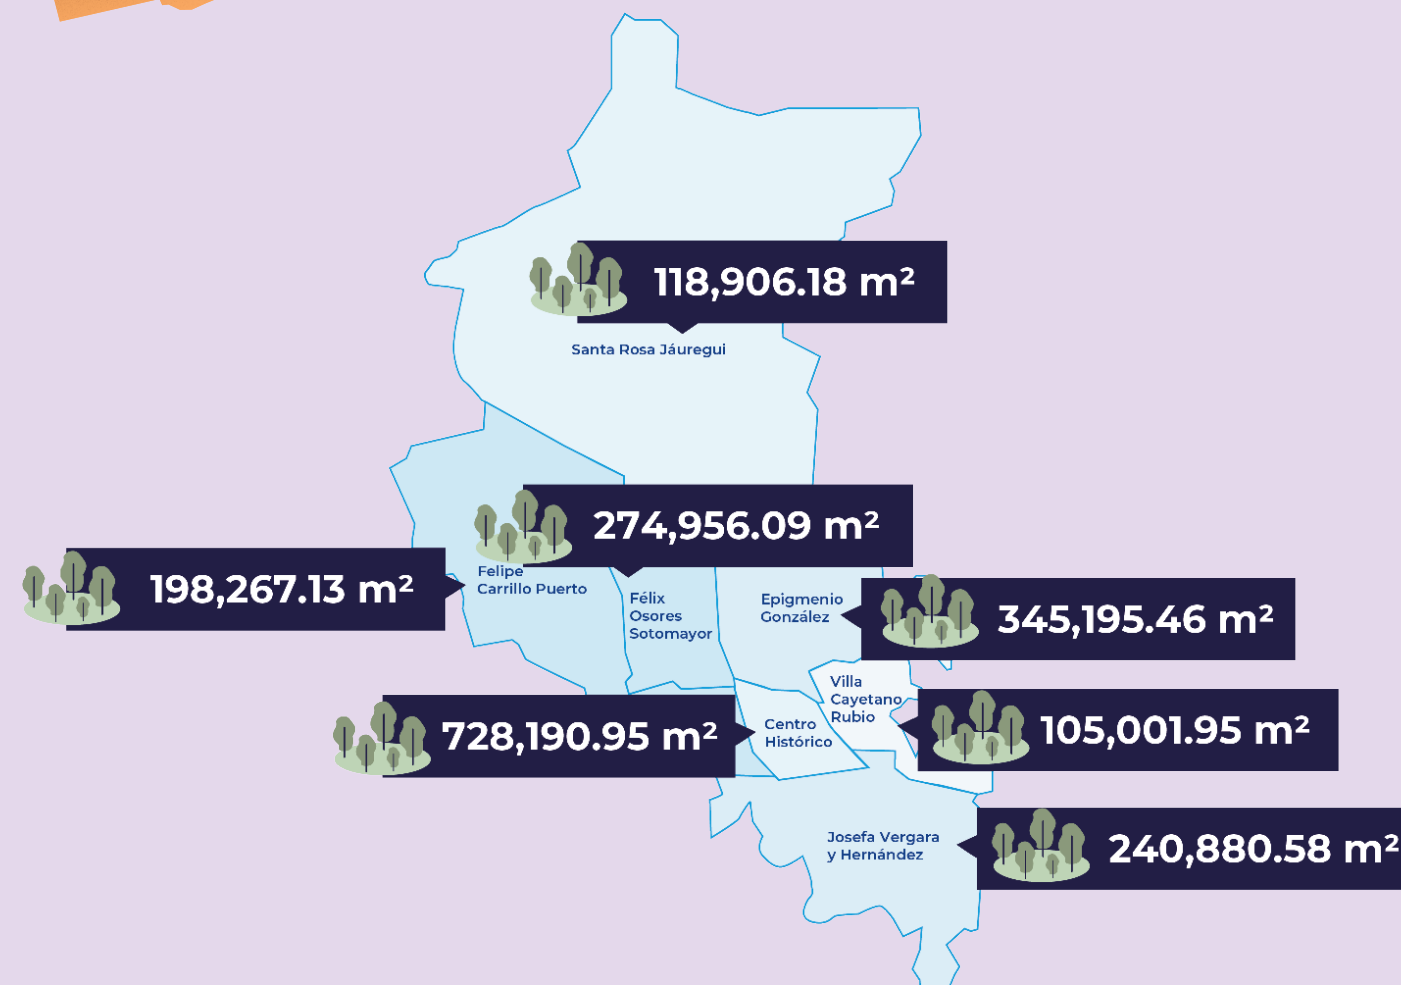 118,906.18 m²
Santa Rosa Jáuregui
274,956.09 m²
198,267.13 m²
Felipe
Carrillo Puerto
Félix
Osores
Sotomayor
Epigmenio
González
345,195.46 m²
Villa
Cayetano
Rubio
728,190.95 m²
Centro
Histórico
105,001.95 m²
Josefa Vergara
y Hernández
240,880.58 m²